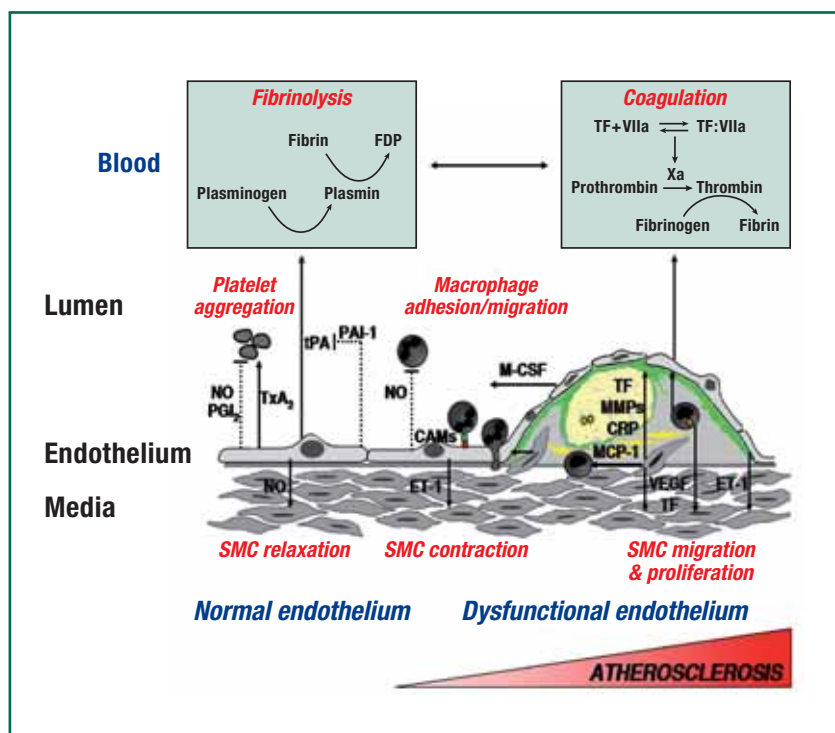 Fibrinolysis
Fibrin FDP
Plasminogen Plasmin
Blood
Coagulation
TF+VIIa TF:VIIa
Xa
Prothrombin Thrombin
Fibrinogen Fibrin
Lumen
Platelet
aggregation
Macrophage
adhesion/migration
NO
PGI₂
TxA₂
tPA
PAI-1
NO
M-CSF
CAMs
TF
MMPs
CRP
MCP-1
Endothelium
Media
NO
ET-1
VEGF
TF
ET-1
SMC relaxation
SMC contraction
SMC migration
& proliferation
Normal endothelium
Dysfunctional endothelium
ATHEROSCLEROSIS